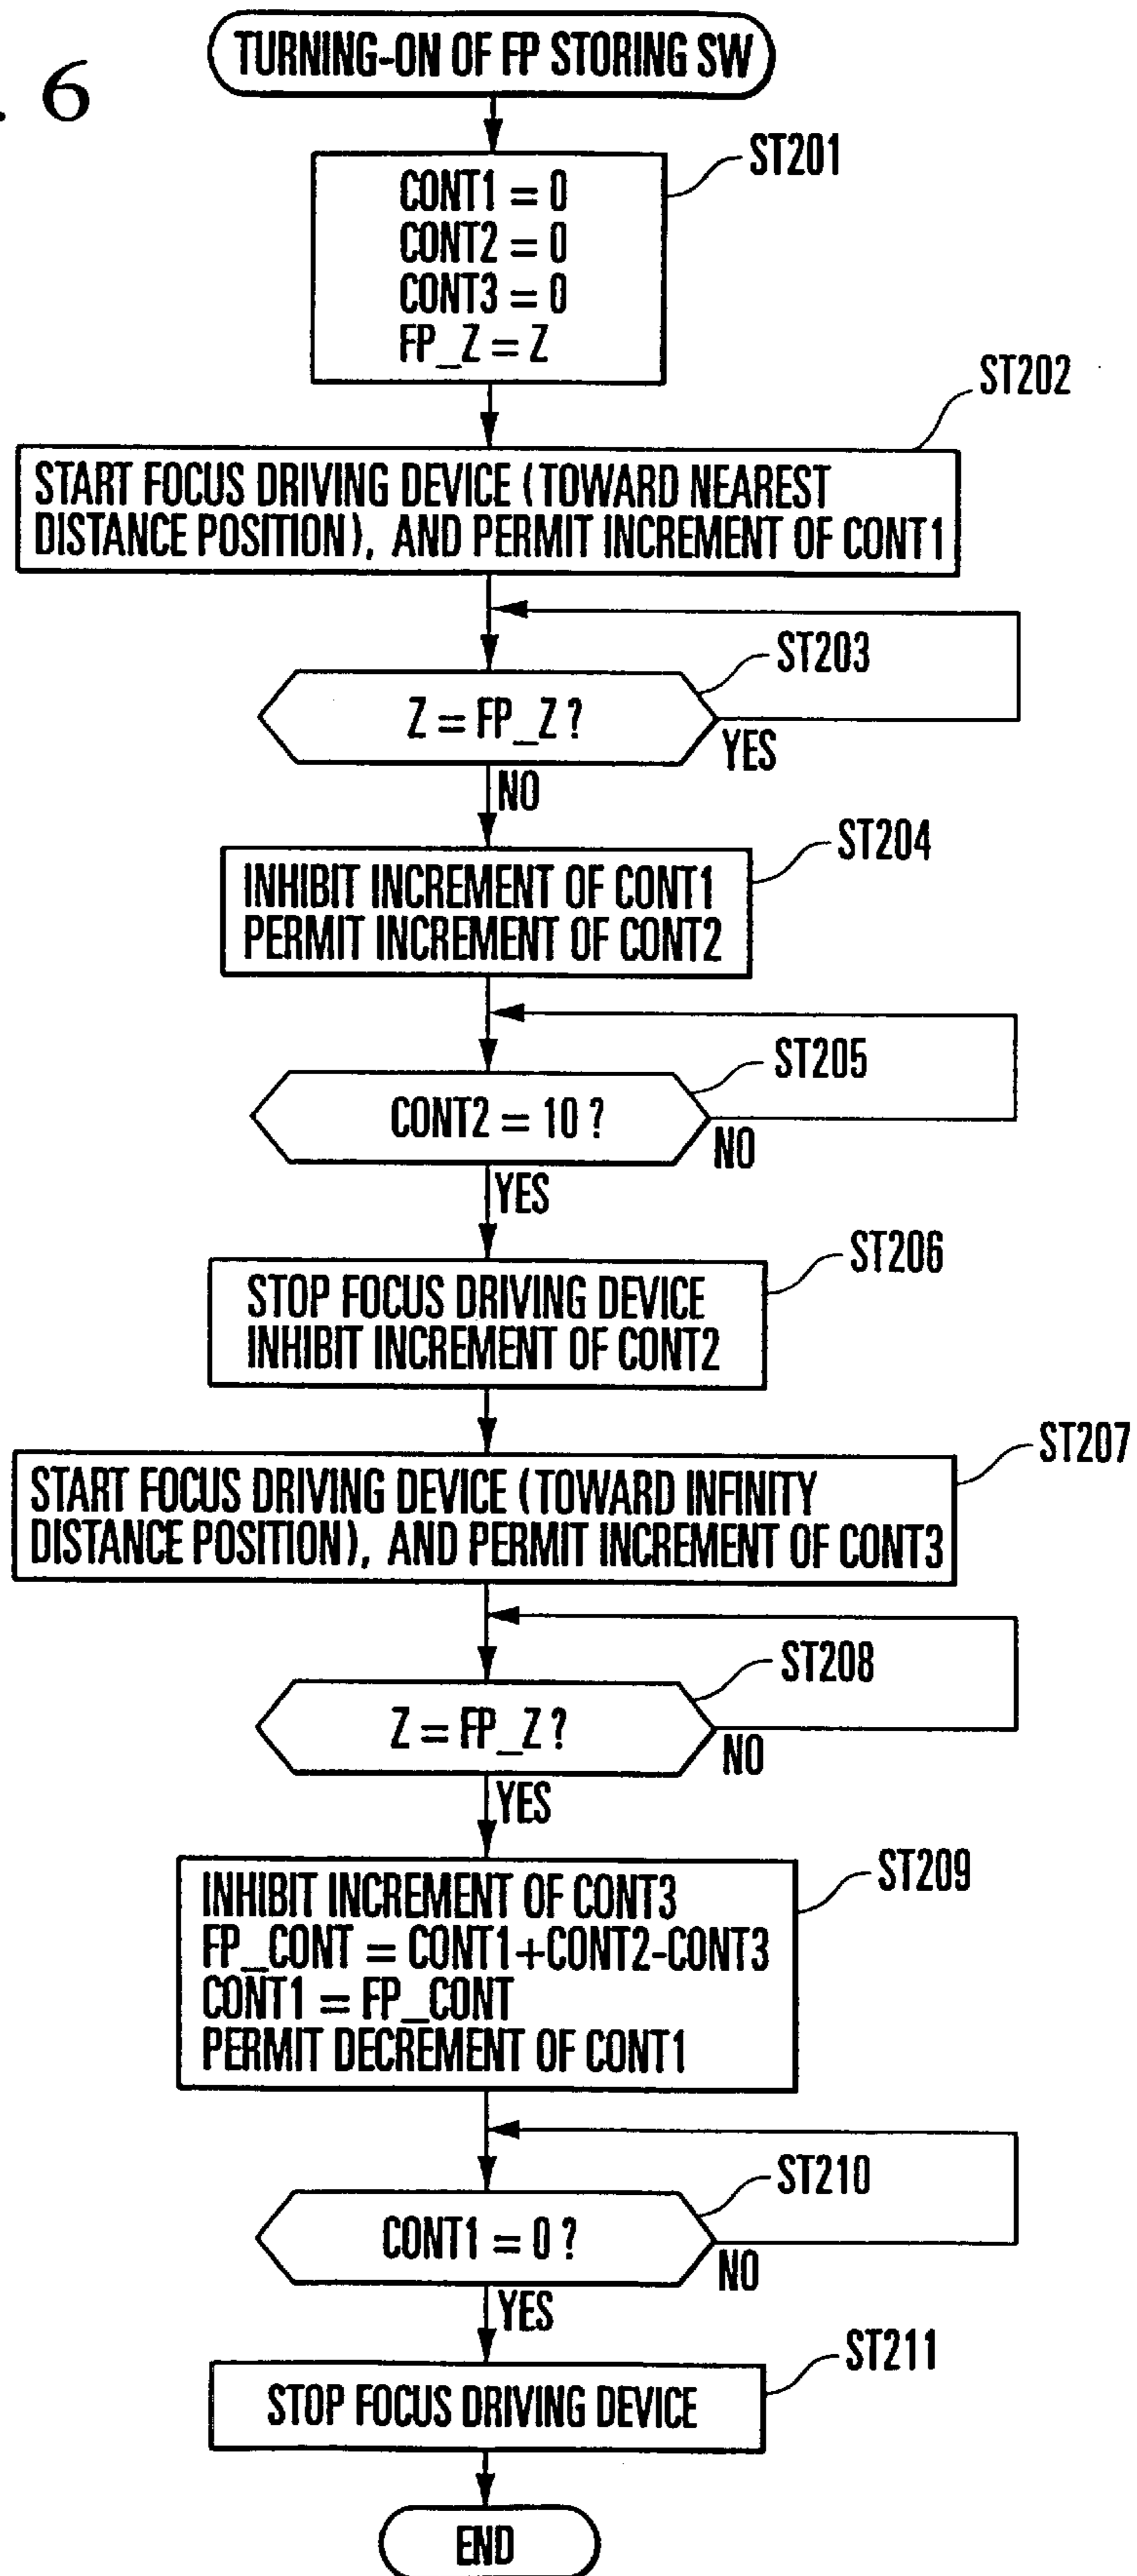 . 6
TURNING-ON OF FP STORING SW
ST201
CONT1 = 0
CONT2 = 0
CONT3 = 0
FP_Z = Z
ST202
START FOCUS DRIVING DEVICE (TOWARD NEAREST
DISTANCE POSITION), AND PERMIT INCREMENT OF CONT1
ST203
Z = FP_Z ?
YES
NO
ST204
INHIBIT INCREMENT OF CONT1
PERMIT INCREMENT OF CONT2
ST205
CONT2 = 10 ?
NO
YES
ST206
STOP FOCUS DRIVING DEVICE
INHIBIT INCREMENT OF CONT2
ST207
START FOCUS DRIVING DEVICE (TOWARD INFINITY
DISTANCE POSITION), AND PERMIT INCREMENT OF CONT3
ST208
Z = FP_Z ?
NO
YES
ST209
INHIBIT INCREMENT OF CONT3
FP_CONT = CONT1+CONT2-CONT3
CONT1 = FP_CONT
PERMIT DECREMENT OF CONT1
ST210
CONT1 = 0 ?
NO
YES
ST211
STOP FOCUS DRIVING DEVICE
END